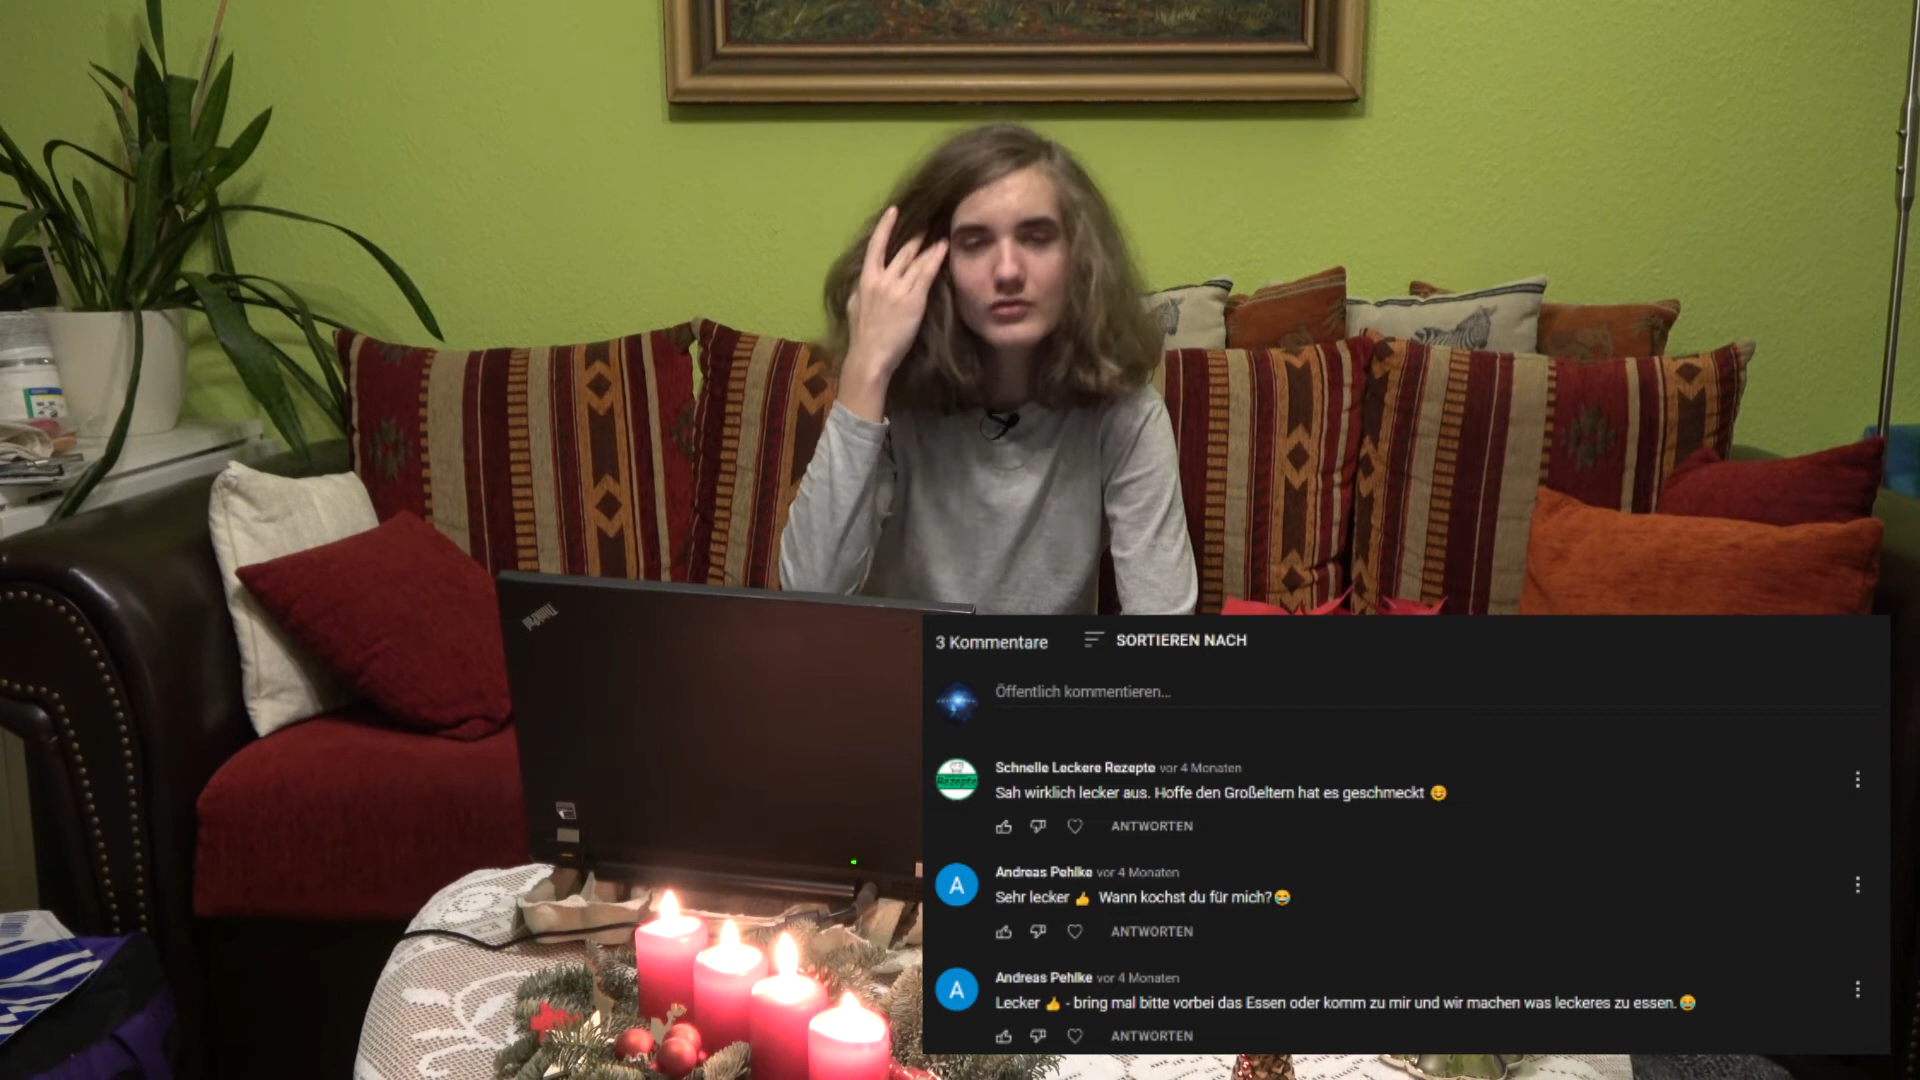 ThinkPad
3 Kommentare
SORTIEREN NACH
Öffentlich kommentieren...
Rezepte
Schnelle Leckere Rezepte vor 4 Monaten
Sah wirklich lecker aus. Hoffe den Großeltern hat es geschmeckt 😊
ANTWORTEN
A
Andreas Pehlke vor 4 Monaten
Sehr lecker 👍 Wann kochst du für mich?😂
ANTWORTEN
A
Andreas Pehlke vor 4 Monaten
Lecker 👍 - bring mal bitte vorbei das Essen oder komm zu mir und wir machen was leckeres zu essen.😂
ANTWORTEN